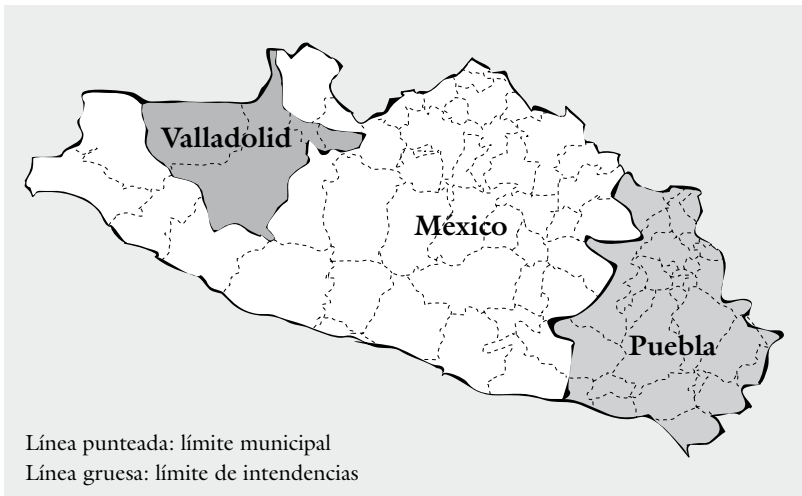 Valladolid
México
Puebla
Línea punteada: límite municipal
Línea gruesa: límite de intendencias